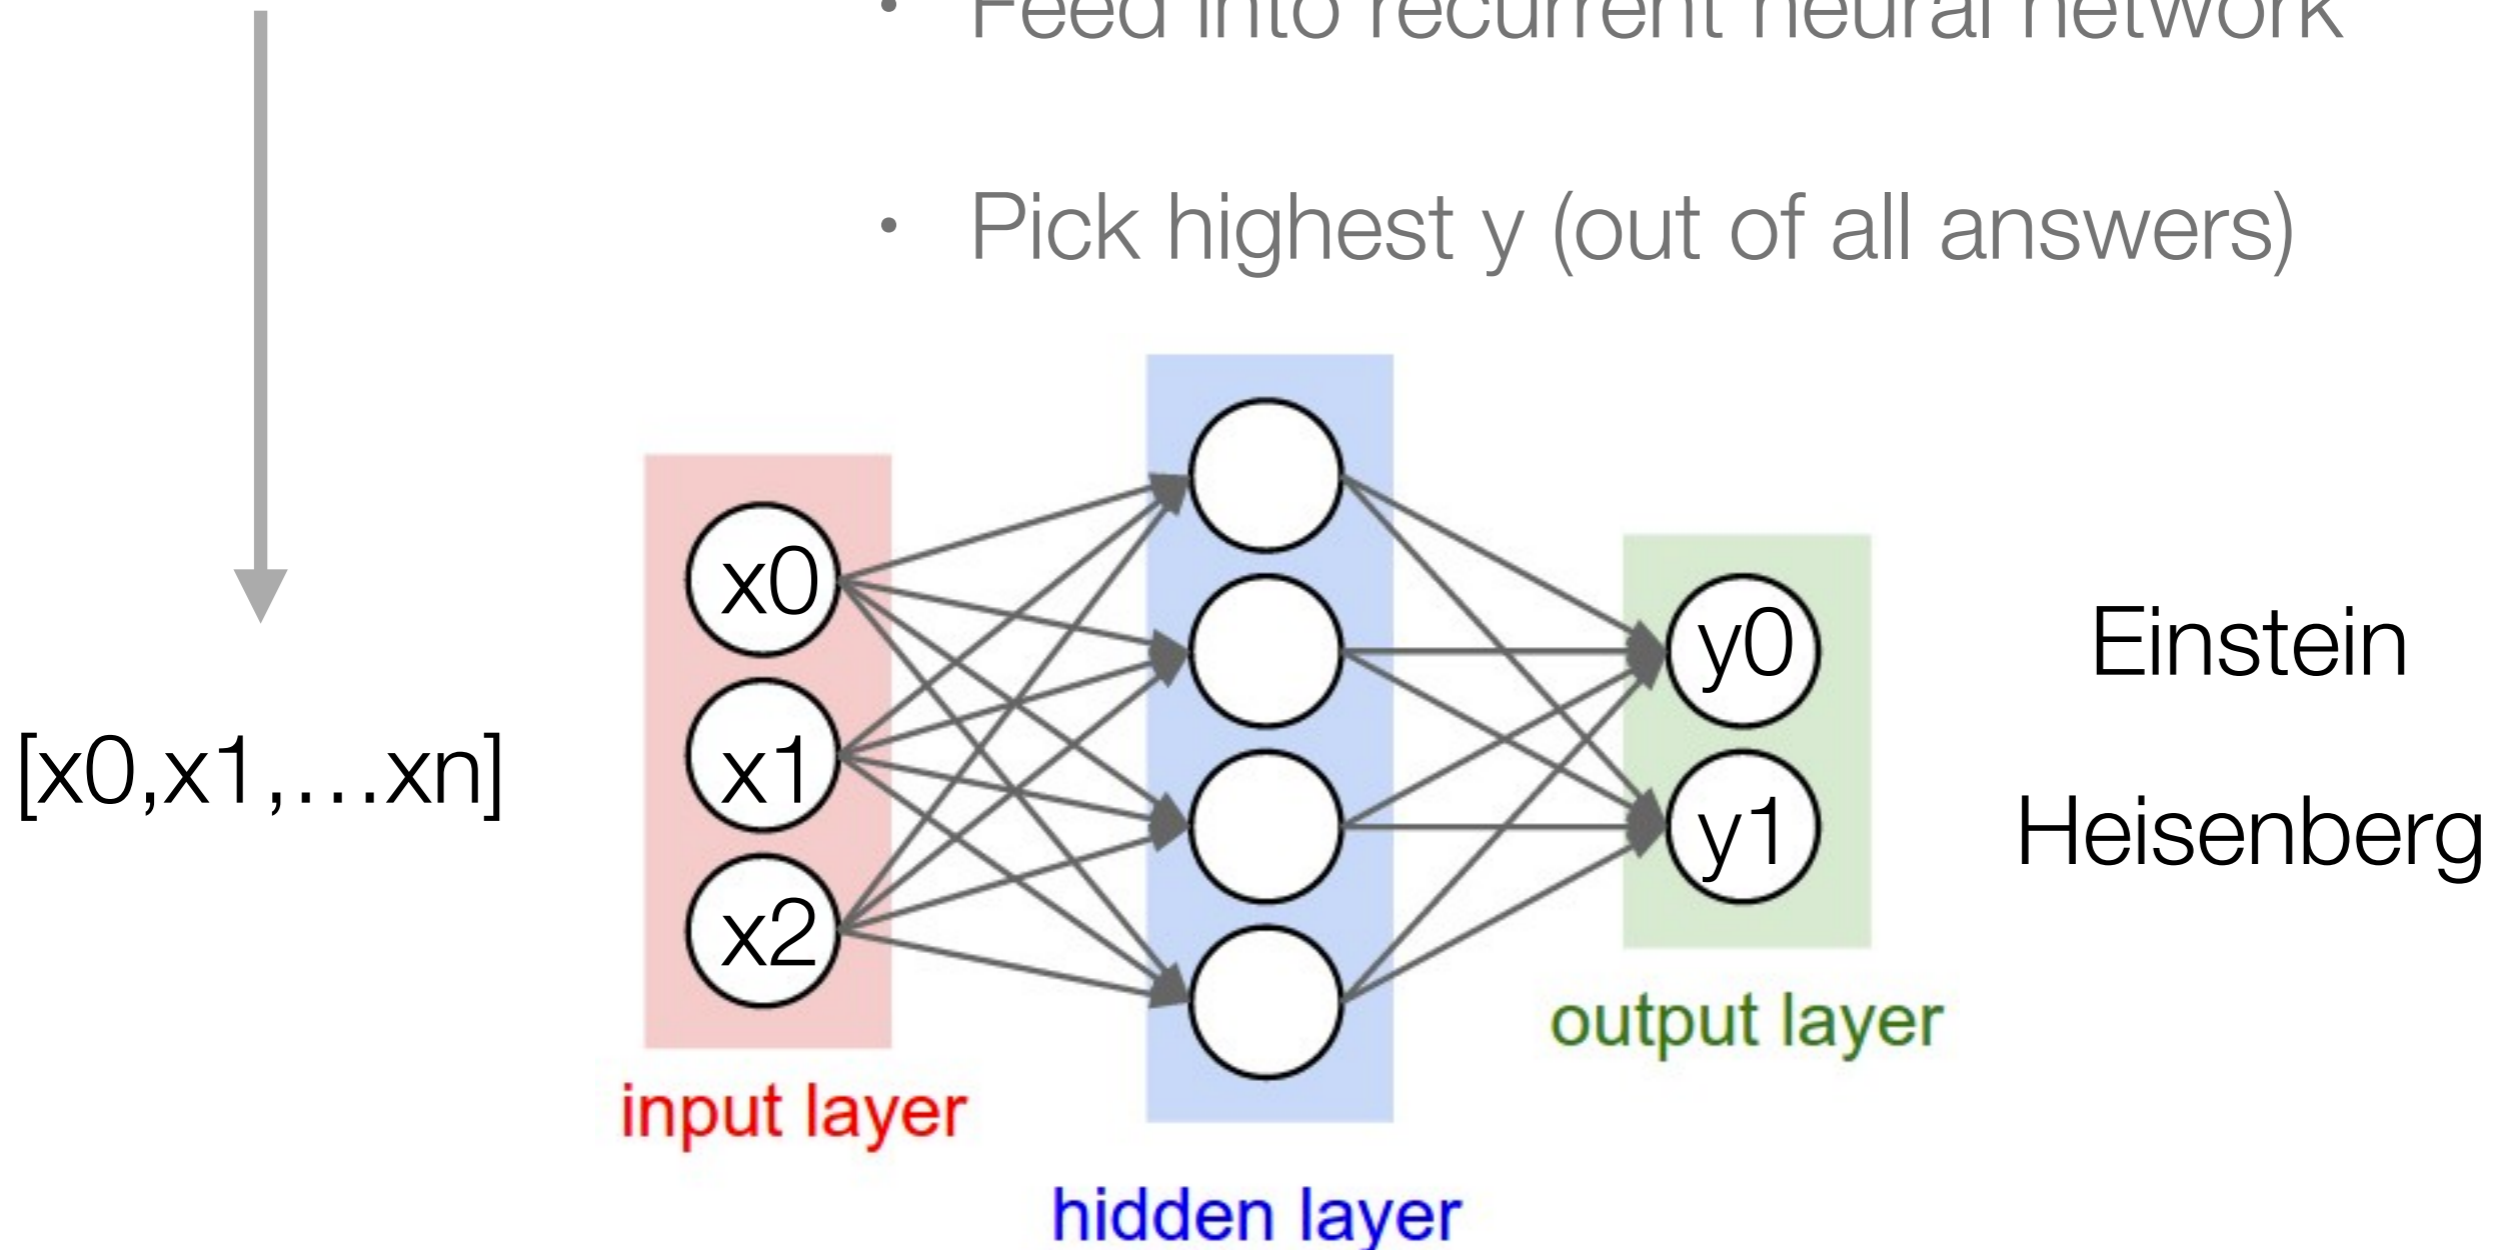 • Feed into recurrent neural network
• Pick highest y (out of all answers)
x0
x1
x2
y0
y1
Einstein
Heisenberg
[x0,x1,...xn]
input layer
hidden layer
output layer